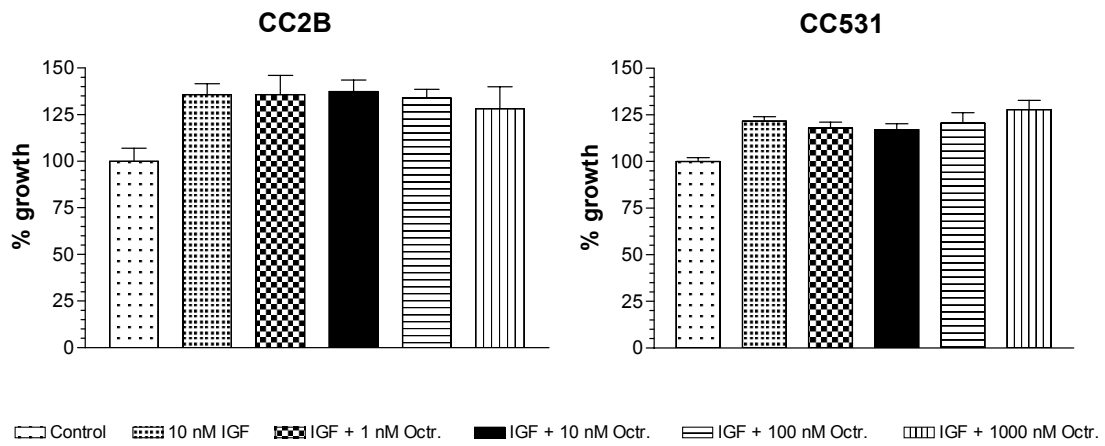 CC2B
CC531
150
125
100
75
50
25
0
% growth
150
125
100
75
50
25
0
% growth
Control 10 nM IGF IGF + 1 nM Octr. IGF + 10 nM Octr. IGF + 100 nM Octr. IGF + 1000 nM Octr.